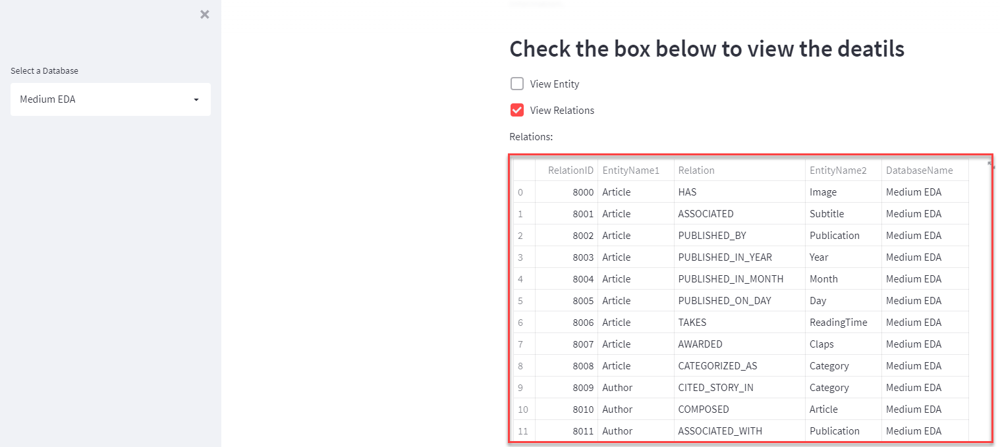 Select a Database
Medium EDA
Check the box below to view the deatils
View Entity
View Relations
Relations:
RelationID EntityName1 Relation EntityName2 DatabaseName
0 8000 Article HAS Image Medium EDA
1 8001 Article ASSOCIATED Subtitle Medium EDA
2 8002 Article PUBLISHED_BY Publication Medium EDA
3 8003 Article PUBLISHED_IN_YEAR Year Medium EDA
4 8004 Article PUBLISHED_IN_MONTH Month Medium EDA
5 8005 Article PUBLISHED_ON_DAY Day Medium EDA
6 8006 Article TAKES ReadingTime Medium EDA
7 8007 Article AWARDED Claps Medium EDA
8 8008 Article CATEGORIZED_AS Category Medium EDA
9 8009 Author CITED_STORY_IN Category Medium EDA
10 8010 Author COMPOSED Article Medium EDA
11 8011 Author ASSOCIATED_WITH Publication Medium EDA